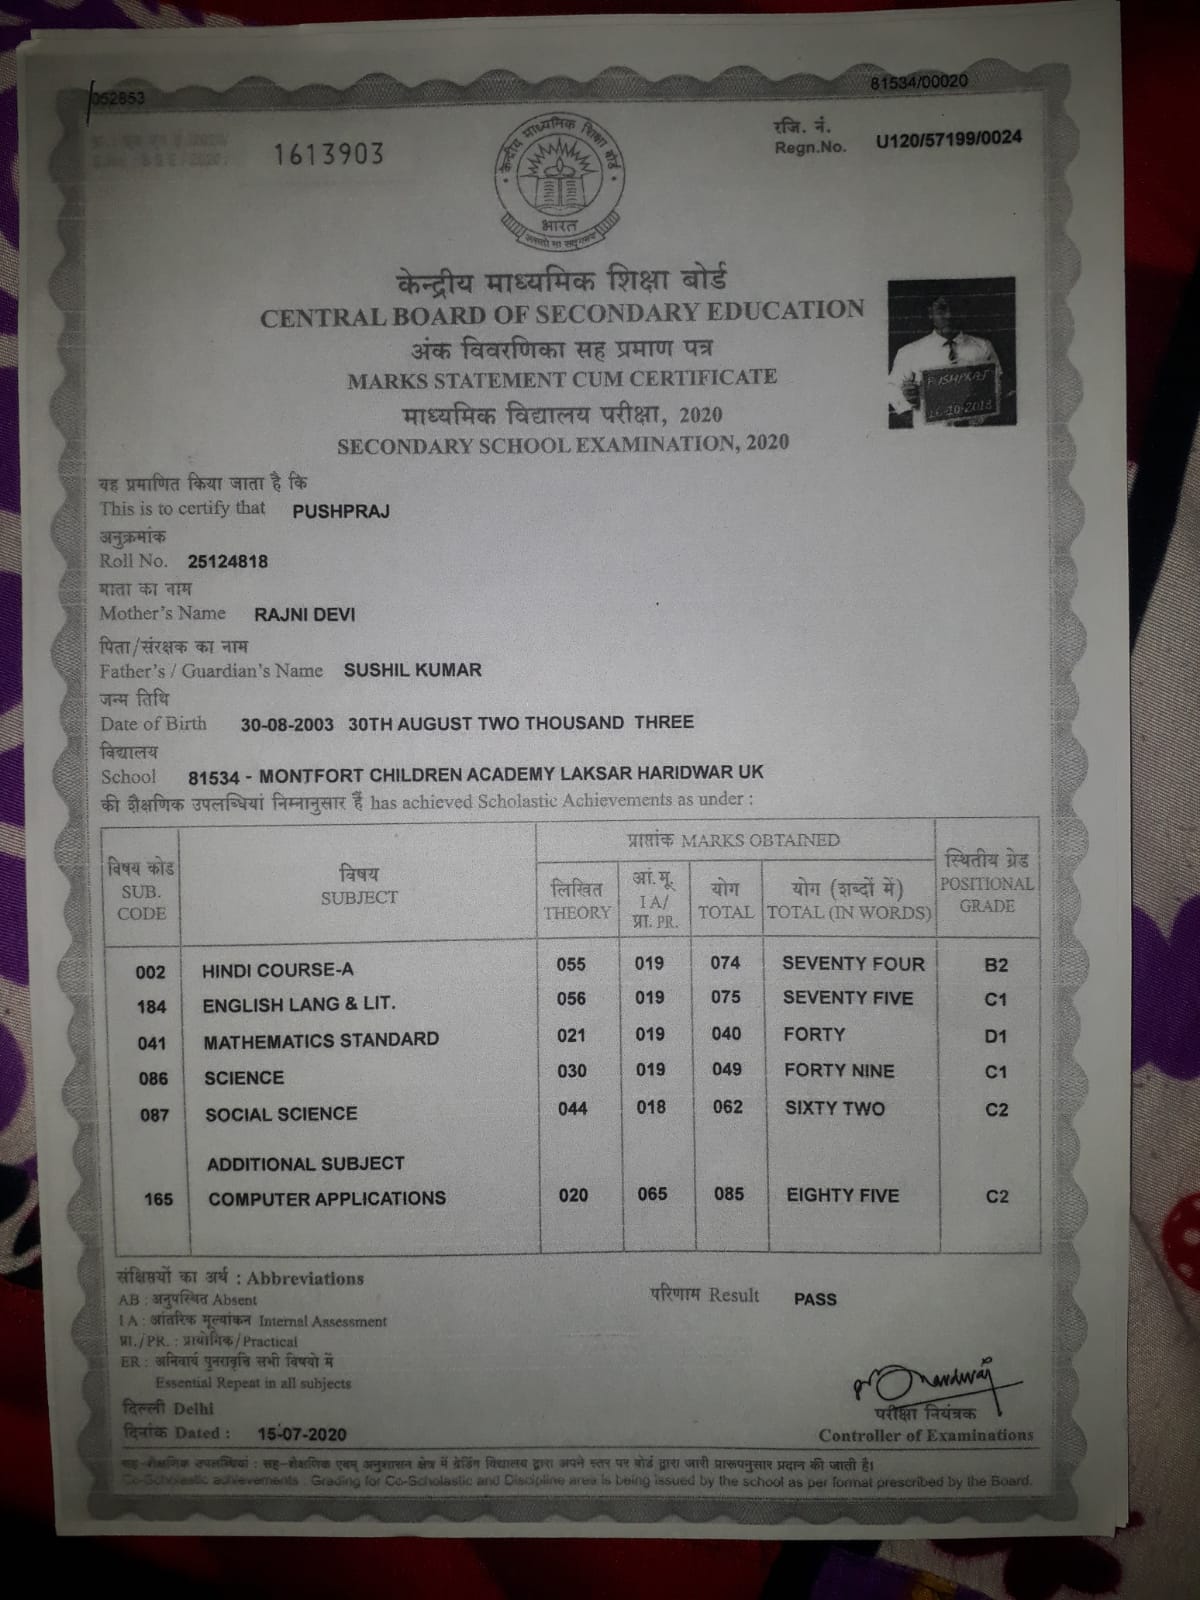 052853
81534/00020
1613903
रजि. नं.
Regn.No. U120/57199/0024
केन्द्रीय माध्यमिक शिक्षा बोर्ड
भारत
केन्द्रीय माध्यमिक शिक्षा बोर्ड
CENTRAL BOARD OF SECONDARY EDUCATION
अंक विवरणिका सह प्रमाण पत्र
MARKS STATEMENT CUM CERTIFICATE
माध्यमिक विद्यालय परीक्षा, 2020
SECONDARY SCHOOL EXAMINATION, 2020
PUSHPRAJ
16-10-2018
यह प्रमाणित किया जाता है कि
This is to certify that PUSHPRAJ
अनुक्रमांक
Roll No. 25124818
माता का नाम
Mother's Name RAJNI DEVI
पिता/संरक्षक का नाम
Father's / Guardian's Name SUSHIL KUMAR
जन्म तिथि
Date of Birth 30-08-2003 30TH AUGUST TWO THOUSAND THREE
विद्यालय
School 81534 - MONTFORT CHILDREN ACADEMY LAKSAR HARIDWAR UK
की शैक्षणिक उपलब्धियां निम्नानुसार हैं has achieved Scholastic Achievements as under :
विषय कोड SUB. CODE
विषय SUBJECT
प्राप्तांक MARKS OBTAINED
लिखित THEORY
आं.मू. I A/ प्रा. PR.
योग TOTAL
योग (शब्दों में) TOTAL (IN WORDS)
स्थितीय ग्रेड POSITIONAL GRADE
002 HINDI COURSE-A 055 019 074 SEVENTY FOUR B2
184 ENGLISH LANG & LIT. 056 019 075 SEVENTY FIVE C1
041 MATHEMATICS STANDARD 021 019 040 FORTY D1
086 SCIENCE 030 019 049 FORTY NINE C1
087 SOCIAL SCIENCE 044 018 062 SIXTY TWO C2
ADDITIONAL SUBJECT
165 COMPUTER APPLICATIONS 020 065 085 EIGHTY FIVE C2
संक्षिप्तियों का अर्थ : Abbreviations
AB : अनुपस्थित Absent
I A : आंतरिक मूल्यांकन Internal Assessment
प्रा./PR. : प्रायोगिक/Practical
ER : अनिवार्य पुनरावृत्ति सभी विषयो में
Essential Repeat in all subjects
परिणाम Result PASS
दिल्ली Delhi
दिनांक Dated : 15-07-2020
परीक्षा नियंत्रक
Controller of Examinations
सह-शैक्षणिक उपलब्धियां : सह-शैक्षणिक एवम् अनुशासन क्षेत्र में ग्रेडिंग विद्यालय द्वारा अपने स्तर पर बोर्ड द्वारा जारी प्रारूपनुसार प्रदान की जाती है।
Co-Scholastic achievements : Grading for Co-Scholastic and Discipline area is being issued by the school as per format prescribed by the Board.